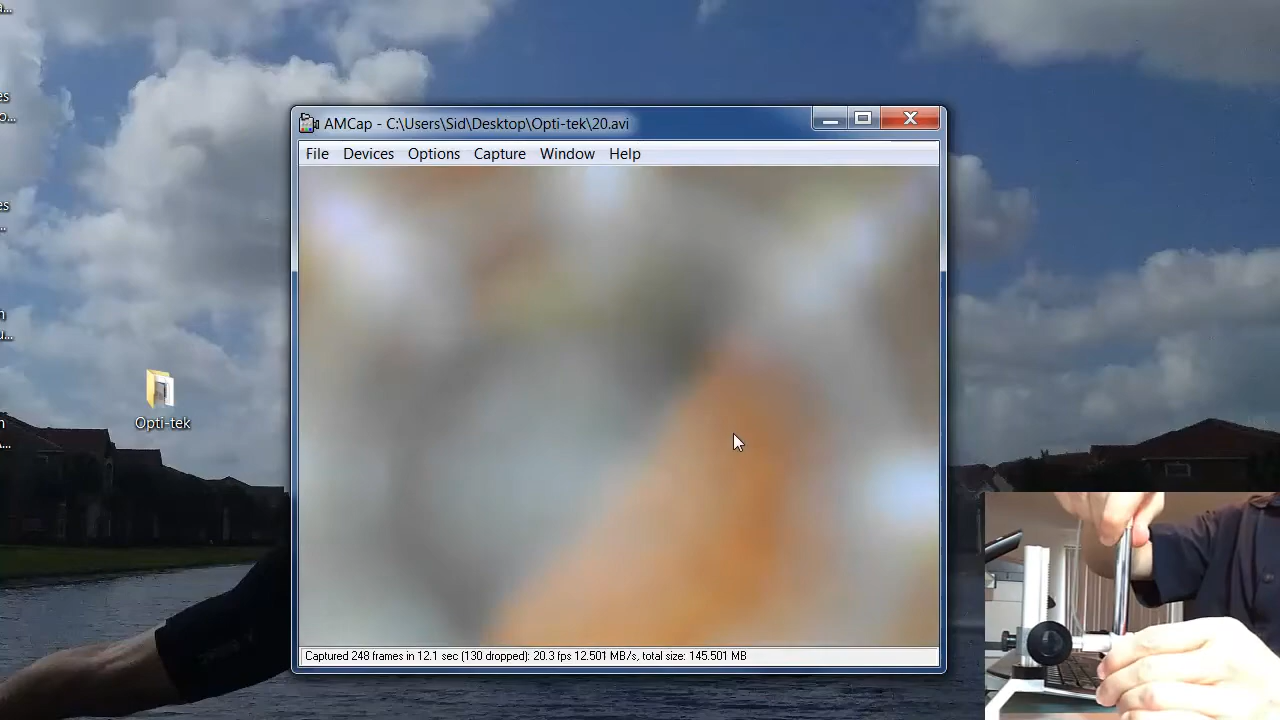 AMCap - C:\Users\Sid\Desktop\Opti-tek\20.avi
File Devices Options Capture Window Help
Opti-tek
Captured 248 frames in 12.1 sec (130 dropped): 20.3 fps 12.501 MB/s, total size: 145.501 MB